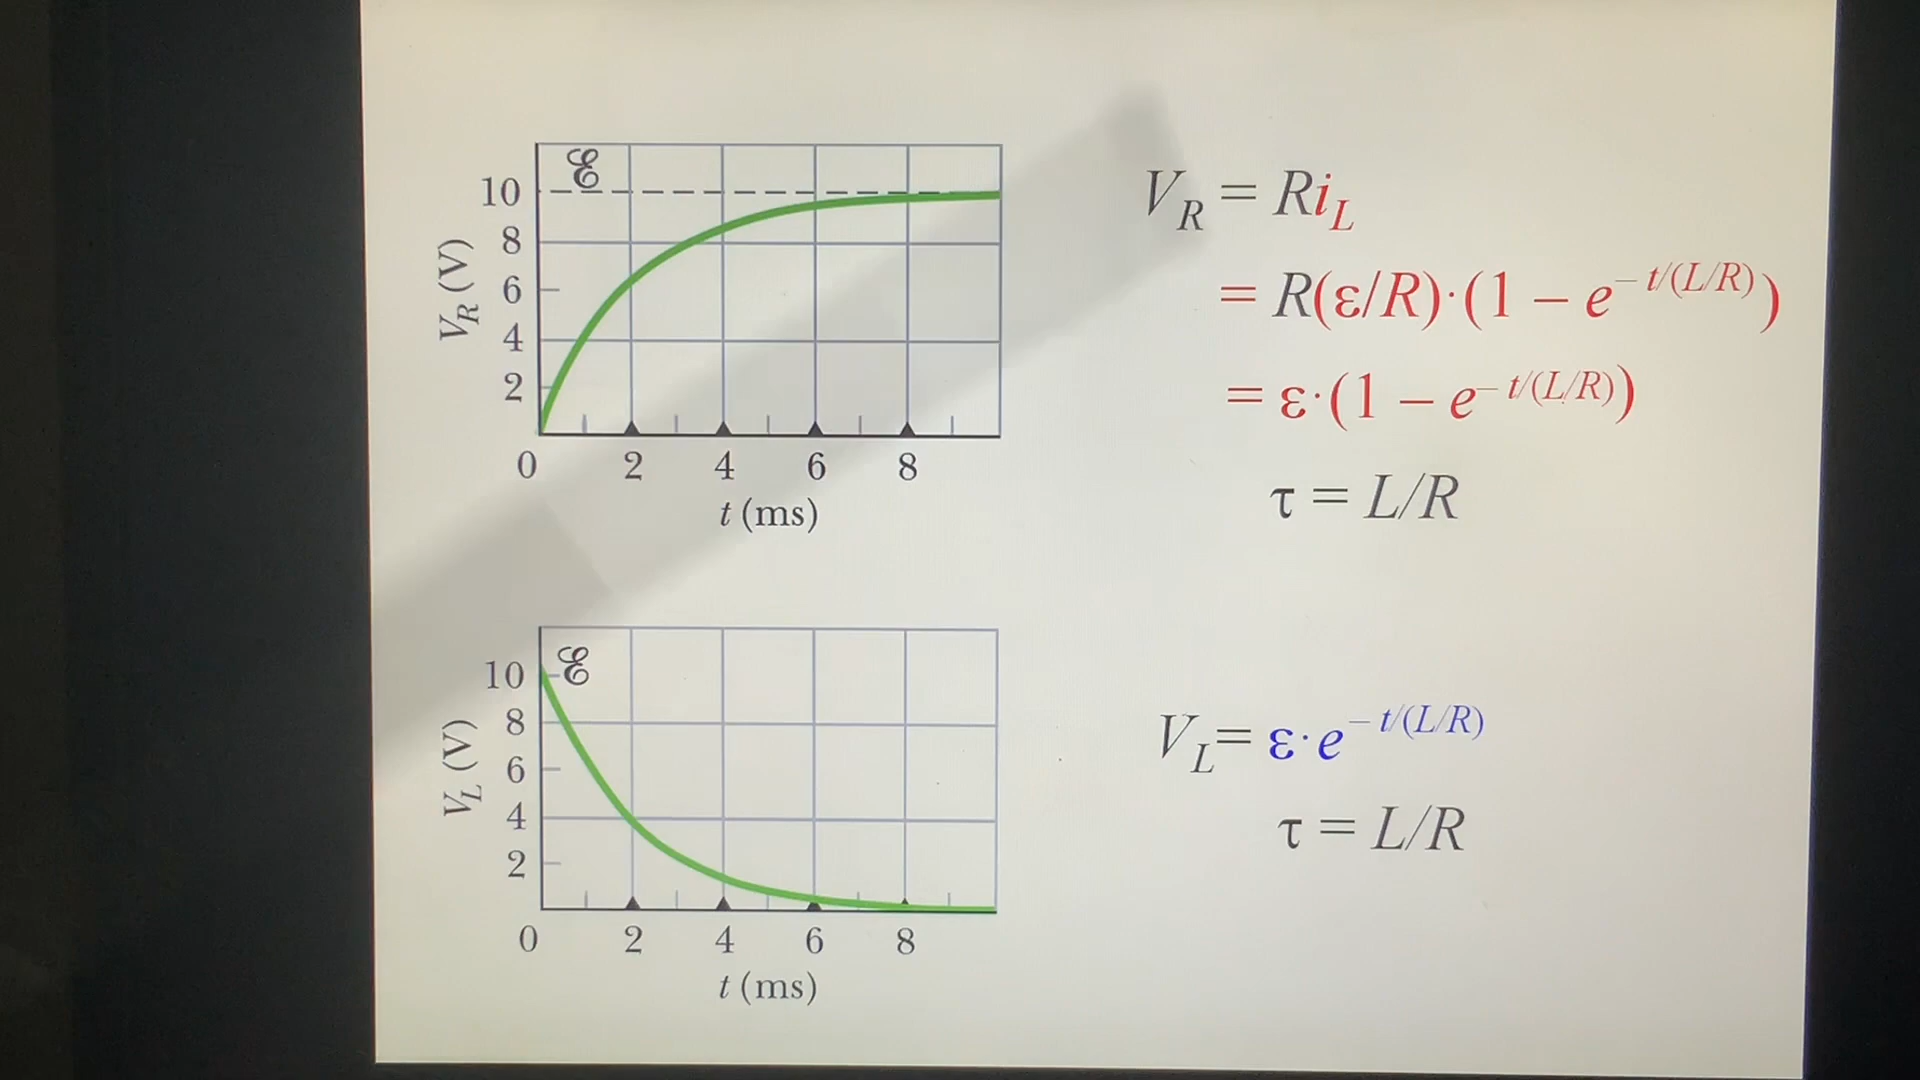 ℰ
10
8
6
4
2
V_R (V)
0 2 4 6 8
t (ms)
V_R = Ri_L
= R(ε/R)·(1 – e^{– t/(L/R)})
= ε·(1 – e^{– t/(L/R)})
τ = L/R
ℰ
10
8
6
4
2
V_L (V)
0 2 4 6 8
t (ms)
V_L= ε·e^{– t/(L/R)}
τ = L/R